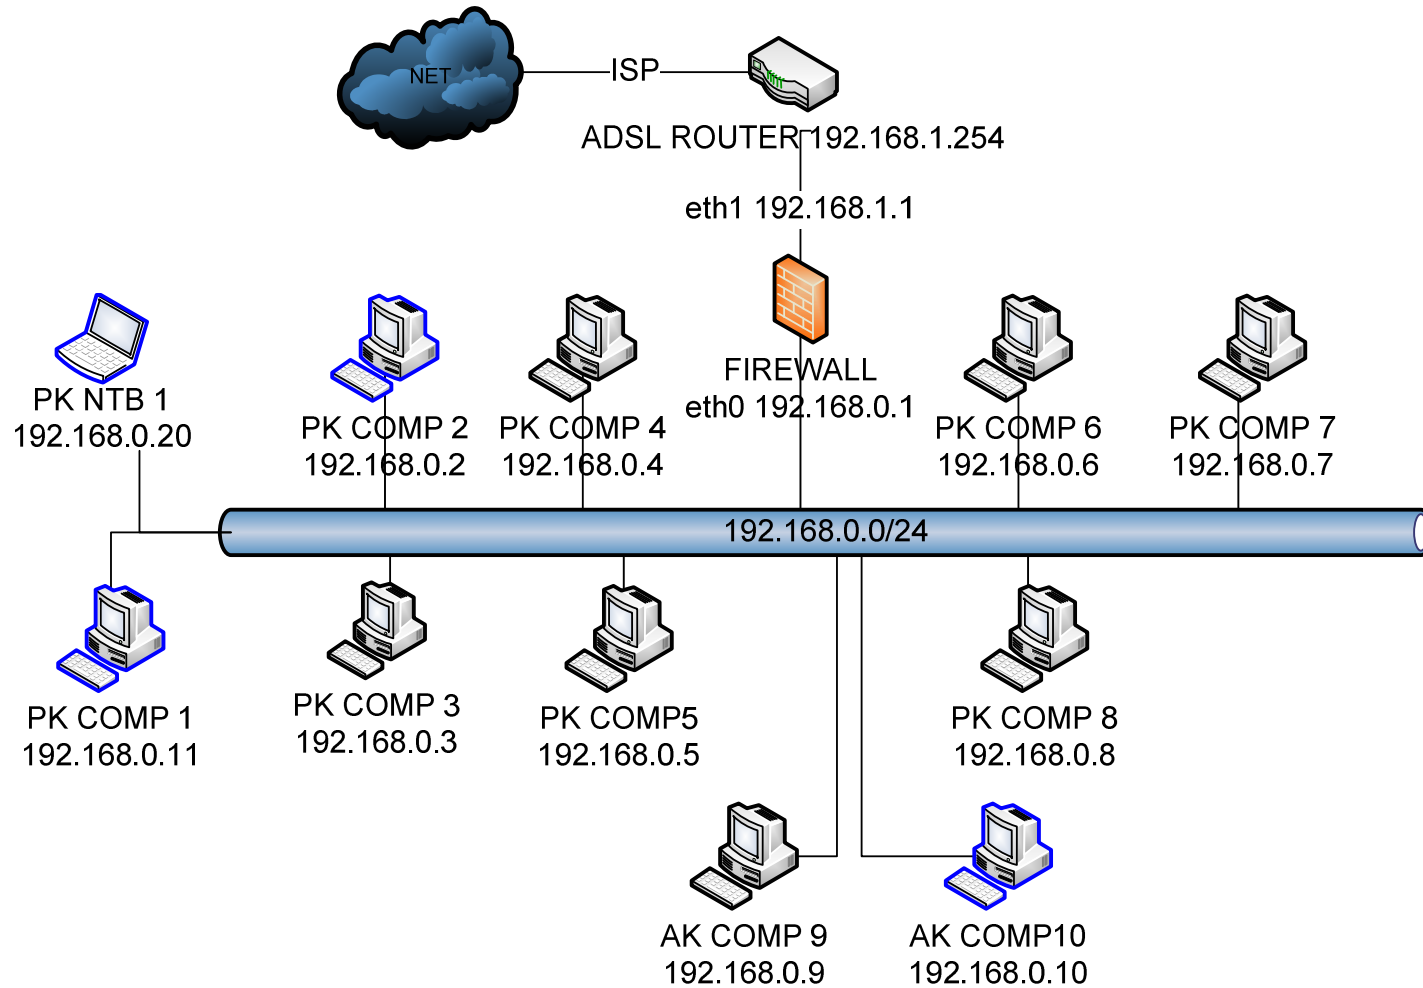 NET
ISP
ADSL ROUTER 192.168.1.254
eth1 192.168.1.1
FIREWALL
eth0 192.168.0.1
PK NTB 1
192.168.0.20
PK COMP 2
192.168.0.2
PK COMP 4
192.168.0.4
PK COMP 6
192.168.0.6
PK COMP 7
192.168.0.7
192.168.0.0/24
PK COMP 1
192.168.0.11
PK COMP 3
192.168.0.3
PK COMP5
192.168.0.5
PK COMP 8
192.168.0.8
AK COMP 9
192.168.0.9
AK COMP10
192.168.0.10